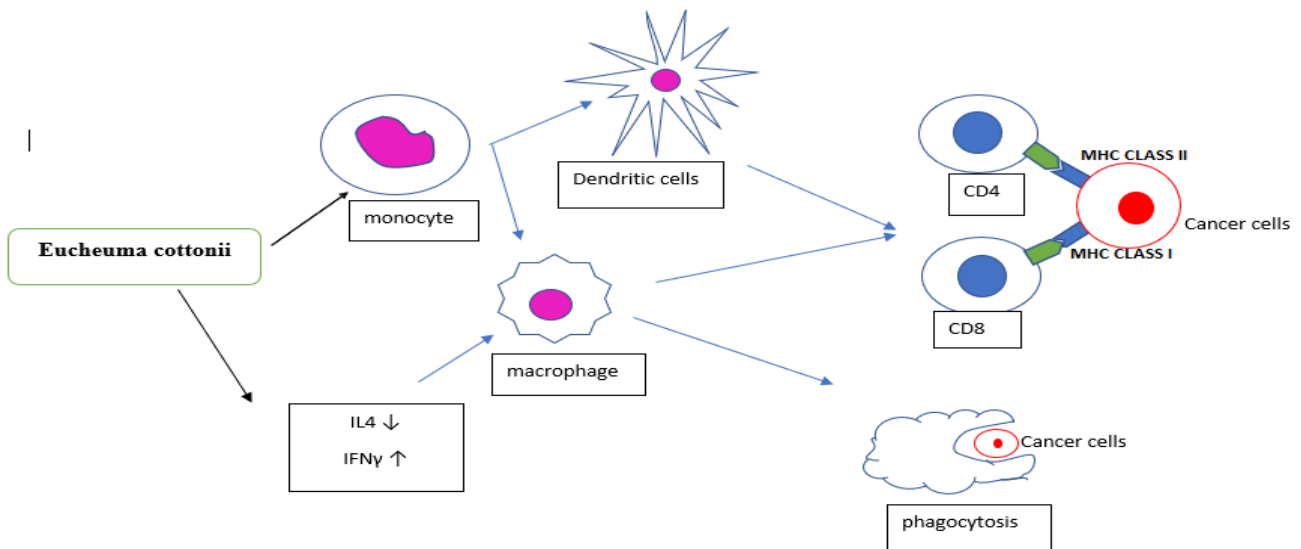 Dendritic cells
monocyte
Eucheuma cottonii
macrophage
IL4 ↓
IFNγ ↑
MHC CLASS II
CD4
Cancer cells
MHC CLASS I
CD8
Cancer cells
phagocytosis